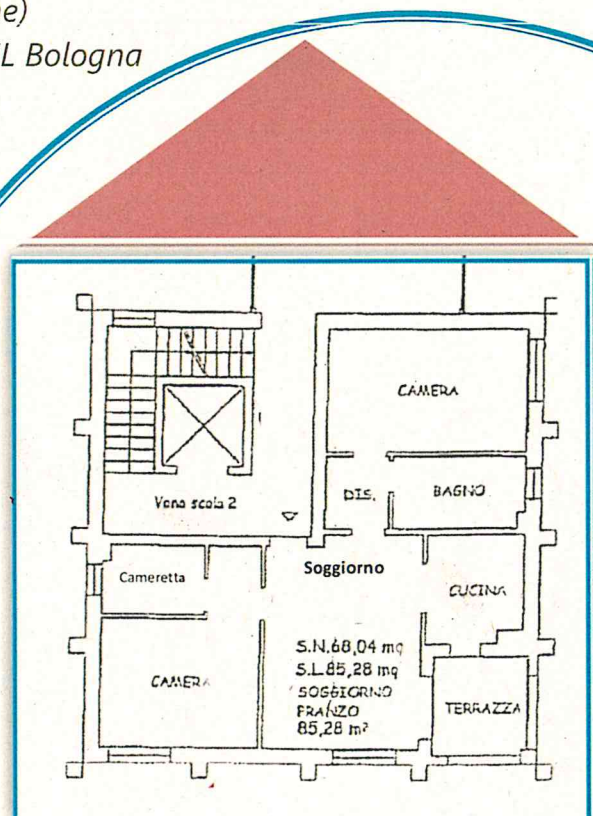 e)
L Bologna
CAMERA
DIS.
BAGNO
Vano scala 2
Cameretta
Soggiorno
CUCINA
CAMERA
S.N.68,04 mq
S.L.85,28 mq
SOGGIORNO
PRANZO
85,28 m²
TERRAZZA